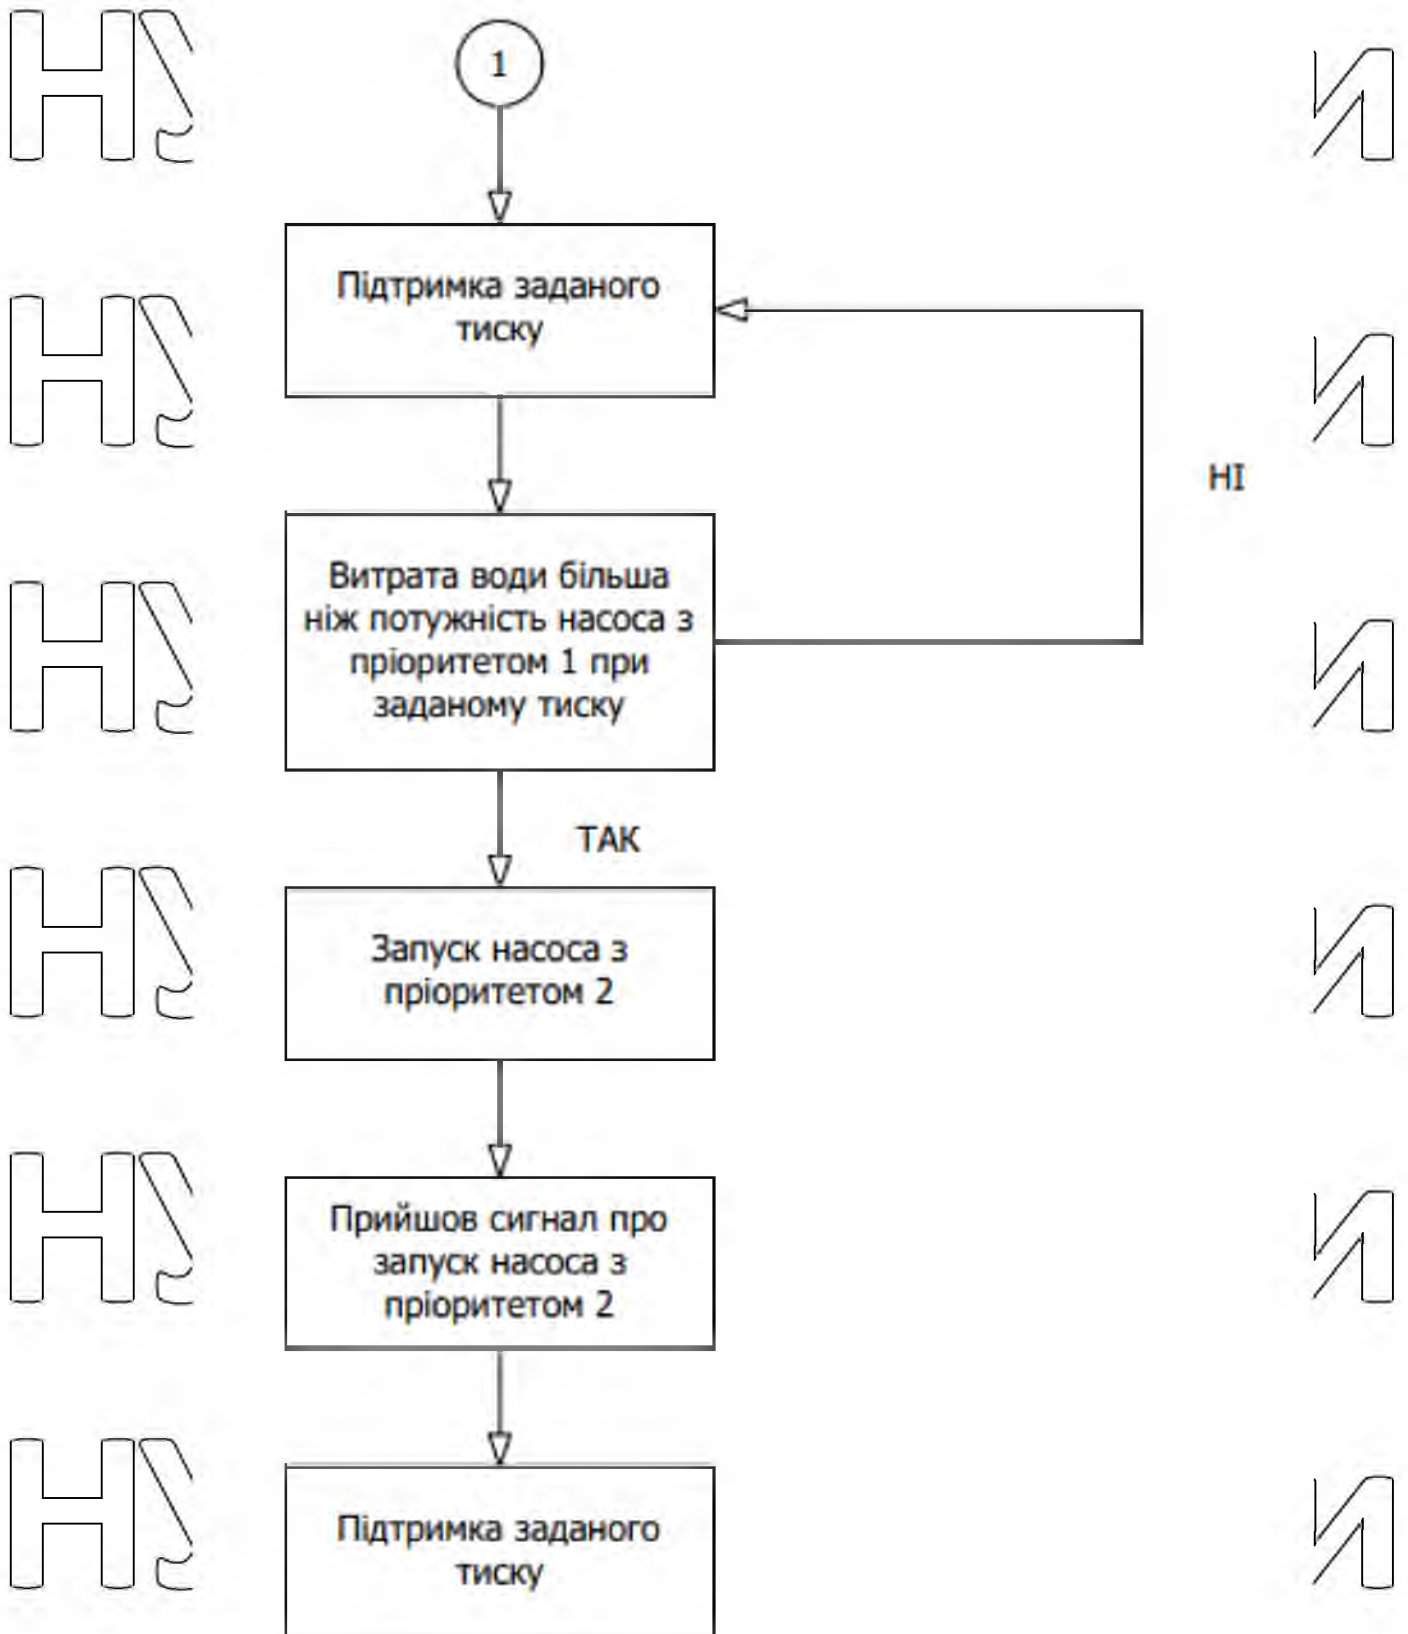 1
Підтримка заданого
тиску
НІ
Витрата води більша
ніж потужність насоса з
пріоритетом 1 при
заданому тиску
ТАК
Запуск насоса з
пріоритетом 2
Прийшов сигнал про
запуск насоса з
пріоритетом 2
Підтримка заданого
тиску